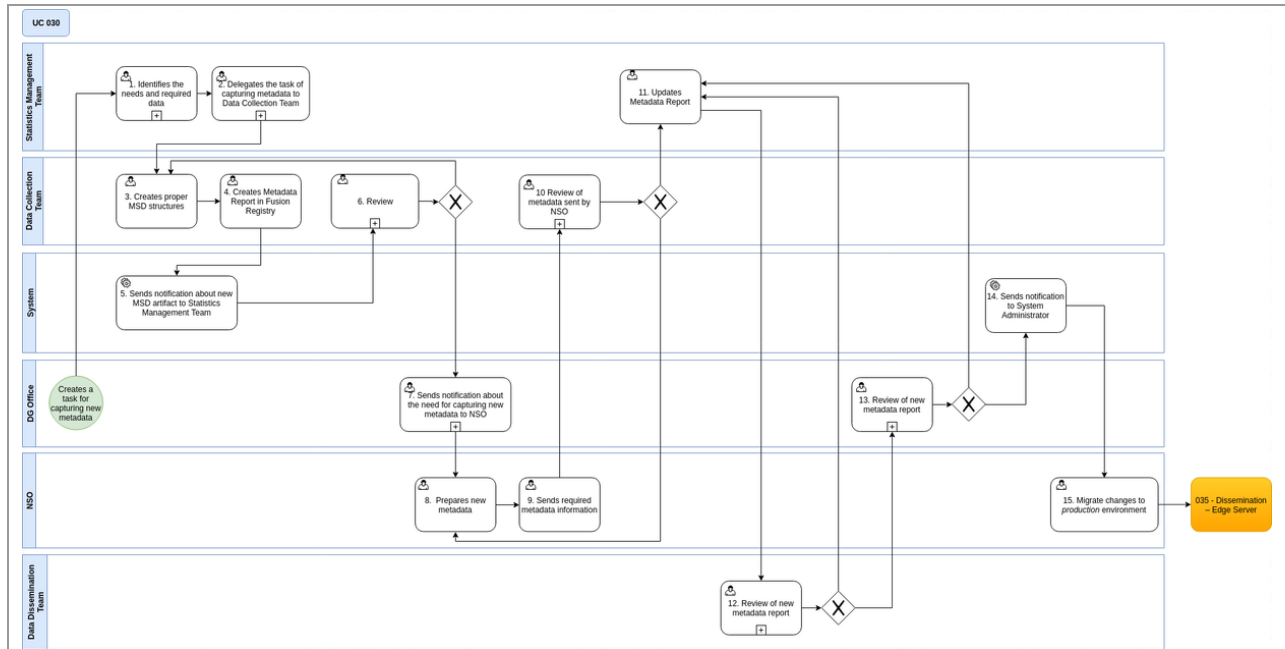 UC 030
Statistics Management
Team
1. Identifies the
needs and required
data
2. Delegates the task of
capturing metadata to
Data Collection Team
11. Updates
Metadata Report
Data Collection
Team
3. Creates proper
MSD structures
4. Creates Metadata
Report in Fusion
Registry
6. Review
X
10 Review of
metadata sent by
NSO
X
System
5. Sends notification about new
MSD artifact to Statistics
Management Team
14. Sends notification
to System
Administrator
DG Office
Creates a
task for
capturing new
metadata
7. Sends notification about
the need for capturing new
metadata to NSO
13. Review of new
metadata report
X
NSO
8. Prepares new
metadata
9. Sends required
metadata information
15. Migrate changes to
production environment
035 - Dissemination
– Edge Server
Data Dissemination
Team
12. Review of new
metadata report
X